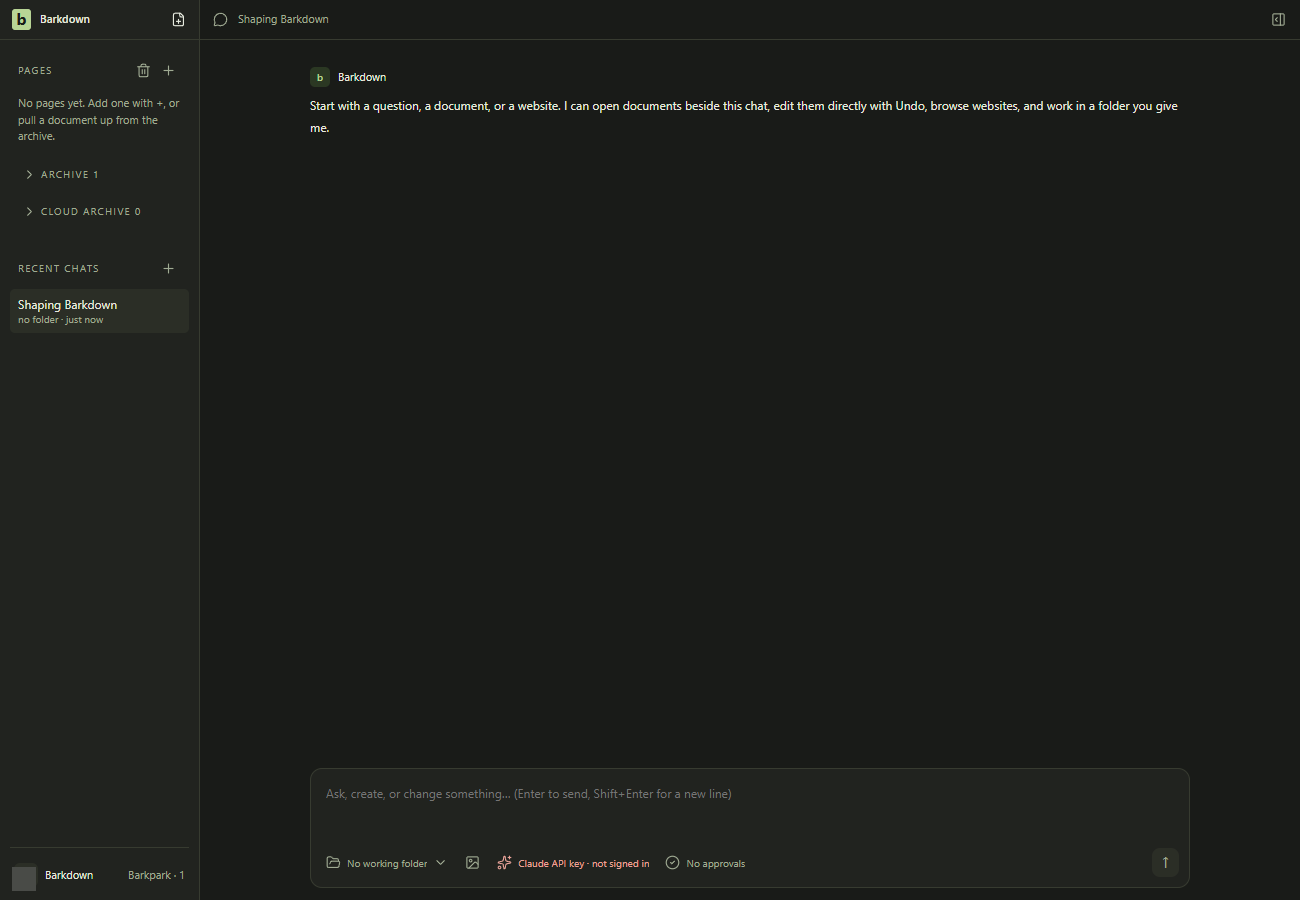 b Barkdown
Shaping Barkdown
PAGES
No pages yet. Add one with +, or
pull a document up from the
archive.
ARCHIVE 1
CLOUD ARCHIVE 0
RECENT CHATS
Shaping Barkdown
no folder · just now
Barkdown Barkpark · 1
b Barkdown
Start with a question, a document, or a website. I can open documents beside this chat, edit them directly with Undo, browse websites, and work in a folder you give
me.
Ask, create, or change something... (Enter to send, Shift+Enter for a new line)
No working folder Claude API key · not signed in No approvals